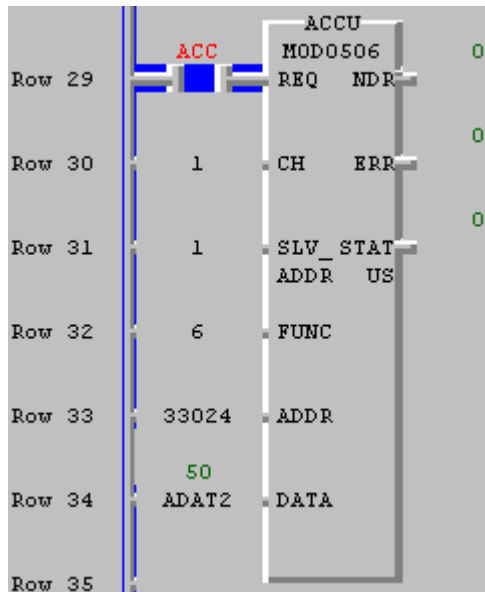 ACCU
ACC MOD0506 0
Row 29 REQ NDR
0
Row 30 1 CH ERR
0
Row 31 1 SLV_ STAT
ADDR US
Row 32 6 FUNC
Row 33 33024 ADDR
50
Row 34 ADAT2 DATA
Row 35